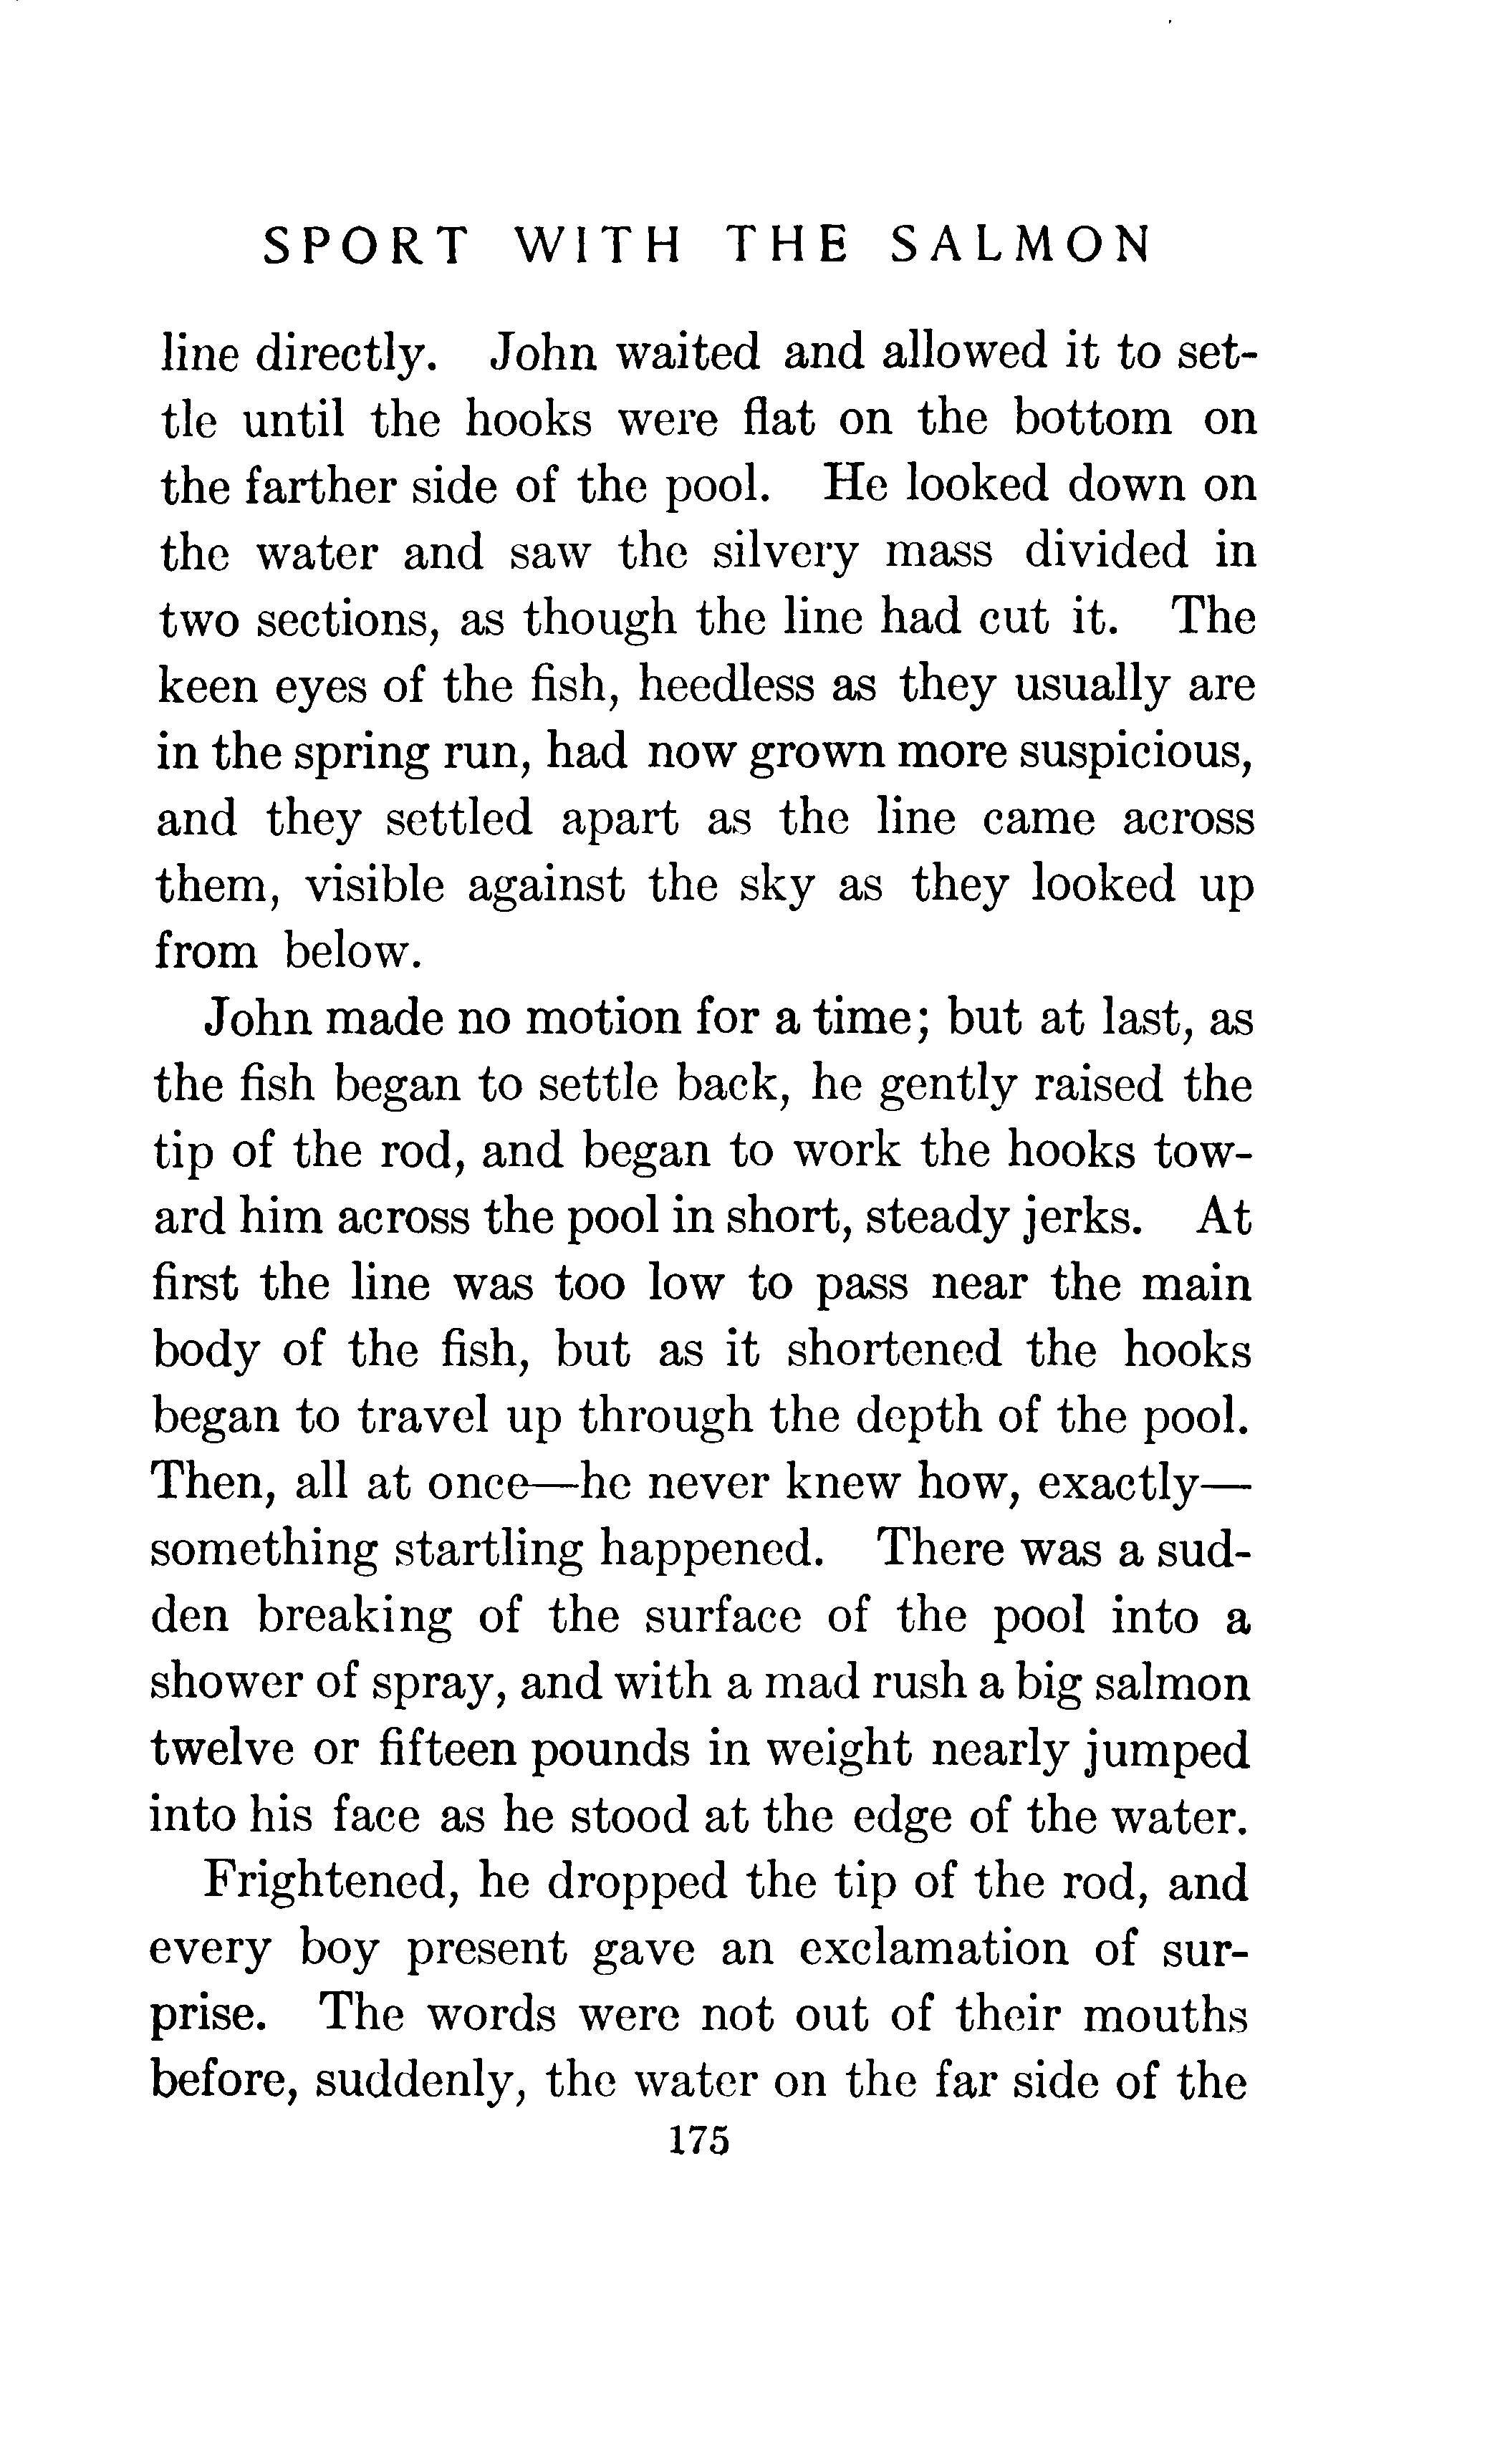 SPORT WITH THE SALMON
line directly. John waited and allowed it to set-
tle until the hooks were flat on the bottom on
the farther side of the pool. He looked down on
the water and saw the silvery mass divided in
two sections, as though the line had cut it. The
keen eyes of the fish, heedless as they usually are
in the spring run, had now grown more suspicious,
and they settled apart as the line came across
them, visible against the sky as they looked up
from below.
John made no motion for a time; but at last, as
the fish began to settle back, he gently raised the
tip of the rod, and began to work the hooks tow-
ard him across the pool in short, steady jerks. At
first the line was too low to pass near the main
body of the fish, but as it shortened the hooks
began to travel up through the depth of the pool.
Then, all at once—he never knew how, exactly—
something startling happened. There was a sud-
den breaking of the surface of the pool into a
shower of spray, and with a mad rush a big salmon
twelve or fifteen pounds in weight nearly jumped
into his face as he stood at the edge of the water.
Frightened, he dropped the tip of the rod, and
every boy present gave an exclamation of sur-
prise. The words were not out of their mouths
before, suddenly, the water on the far side of the
175